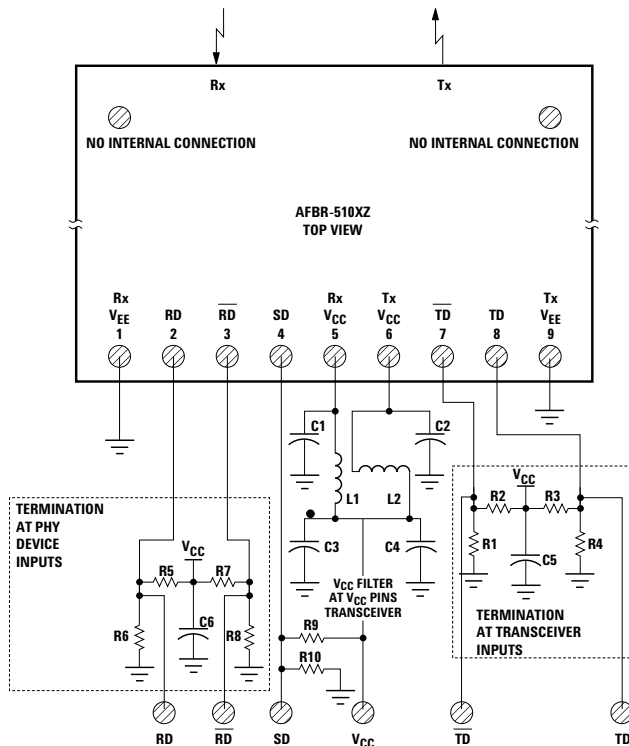 Rx
Tx
NO INTERNAL CONNECTION
NO INTERNAL CONNECTION
AFBR-510XZ
TOP VIEW
Rx
VEE
1
RD
2
RD
3
SD
4
Rx
VCC
5
Tx
VCC
6
TD
7
TD
8
Tx
VEE
9
C1
C2
L1
L2
C3
C4
VCC FILTER
AT VCC PINS
TRANSCEIVER
TERMINATION
AT PHY
DEVICE
INPUTS
VCC
R5
R7
R6
C6
R8
R9
R10
VCC
R2
R3
R1
C5
R4
TERMINATION
AT TRANSCEIVER
INPUTS
RD
RD
SD
VCC
TD
TD